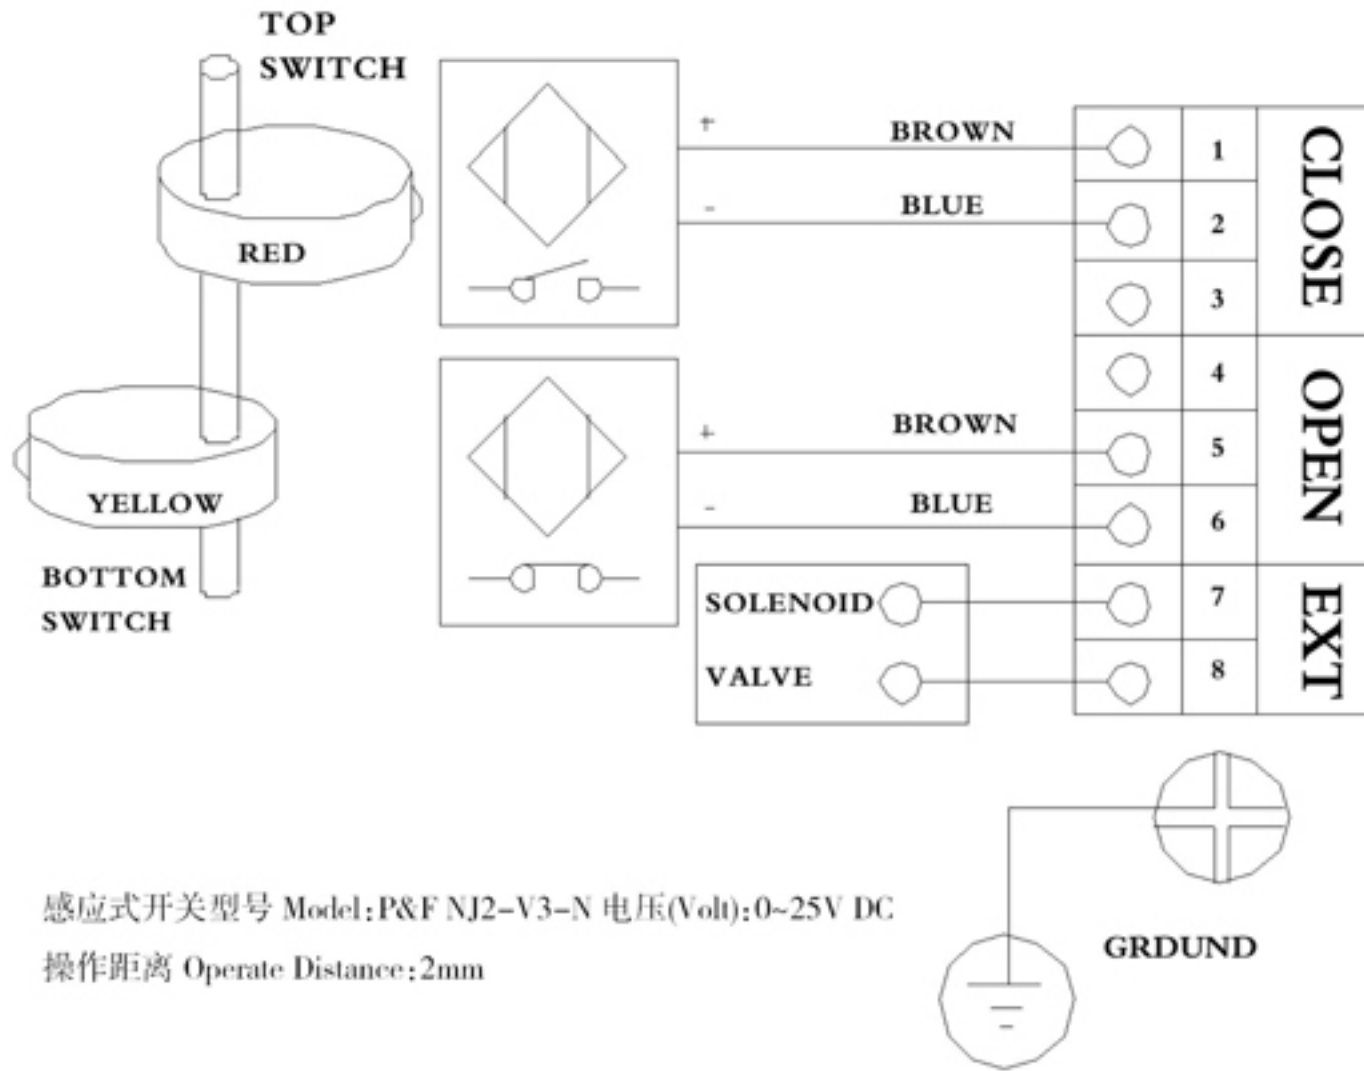 TOP
SWITCH
RED
YELLOW
BOTTOM
SWITCH
+ BROWN 1
- BLUE 2
3
CLOSE
4
+ BROWN 5
- BLUE 6
OPEN
SOLENOID 7
VALVE 8
EXT
GRDUND
感应式开关型号 Model:P&F NJ2-V3-N 电压(Volt):0~25V DC
操作距离 Operate Distance:2mm